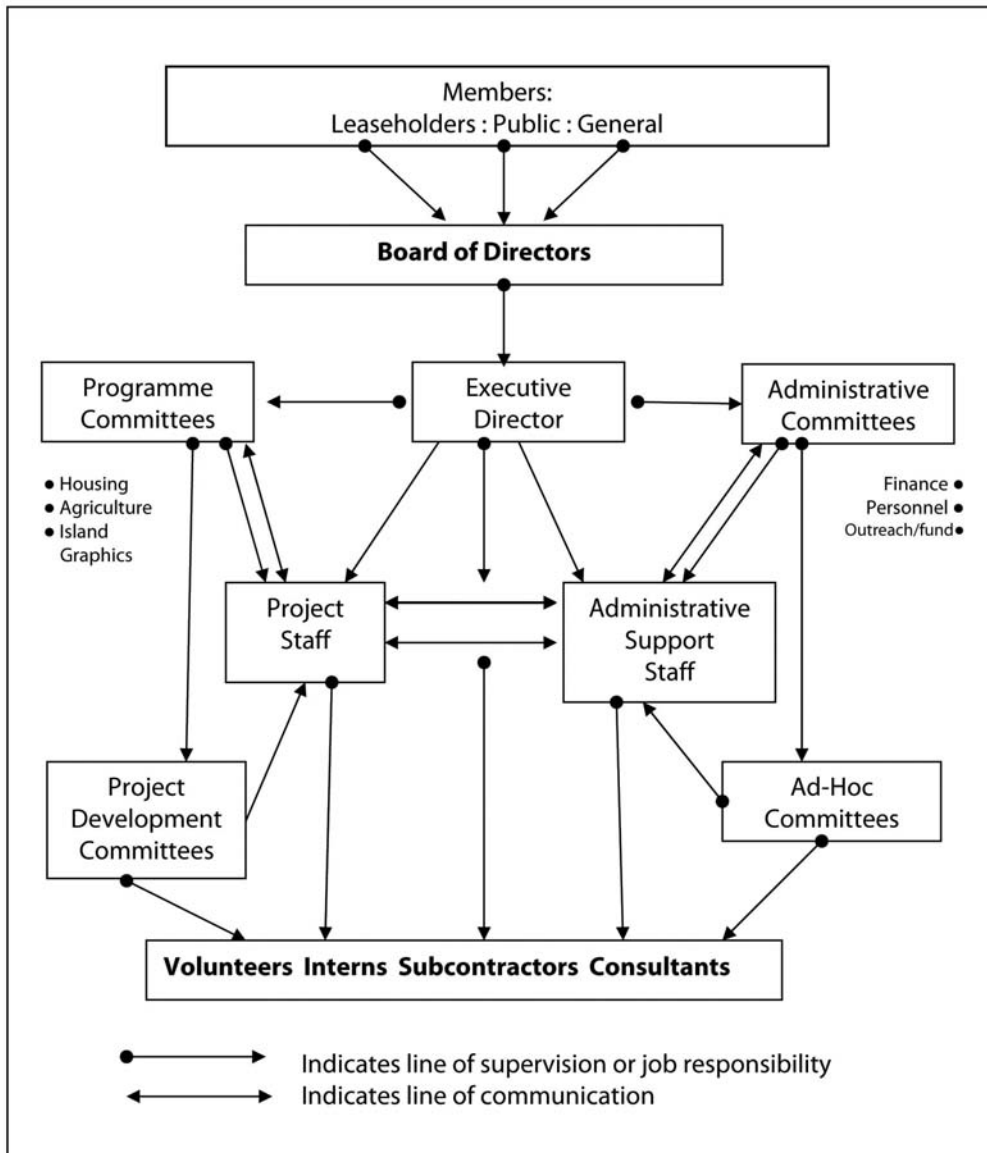 Members:
Leaseholders : Public : General
Board of Directors
Programme
Committees
Executive
Director
Administrative
Committees
• Housing
• Agriculture
• Island
Graphics
Finance •
Personnel •
Outreach/fund •
Project
Staff
Administrative
Support
Staff
Project
Development
Committees
Ad-Hoc
Committees
Volunteers Interns Subcontractors Consultants
Indicates line of supervision or job responsibility
Indicates line of communication